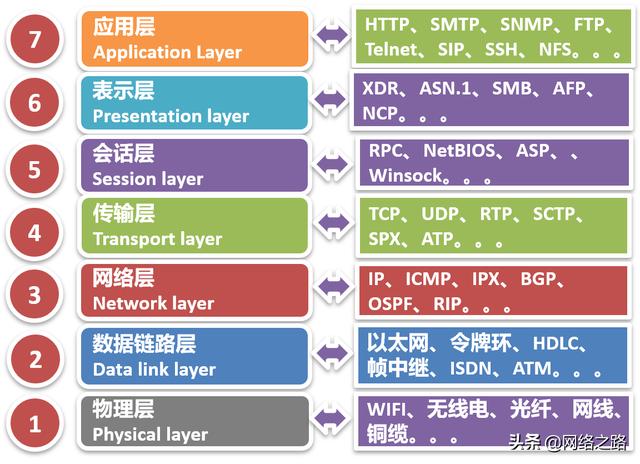 7
应用层
Application Layer
HTTP、SMTP、SNMP、FTP、
Telnet、SIP、SSH、NFS。。。
6
表示层
Presentation layer
XDR、ASN.1、SMB、AFP、
NCP。。。
5
会话层
Session layer
RPC、NetBIOS、ASP、、
Winsock。。。
4
传输层
Transport layer
TCP、UDP、RTP、SCTP、
SPX、ATP。。。
3
网络层
Network layer
IP、ICMP、IPX、BGP、
OSPF、RIP。。。
2
数据链路层
Data link layer
以太网、令牌环、HDLC、
帧中继、ISDN、ATM。。。
1
物理层
Physical layer
WIFI、无线电、光纤、网线、
铜缆。。。
头条@网络之路